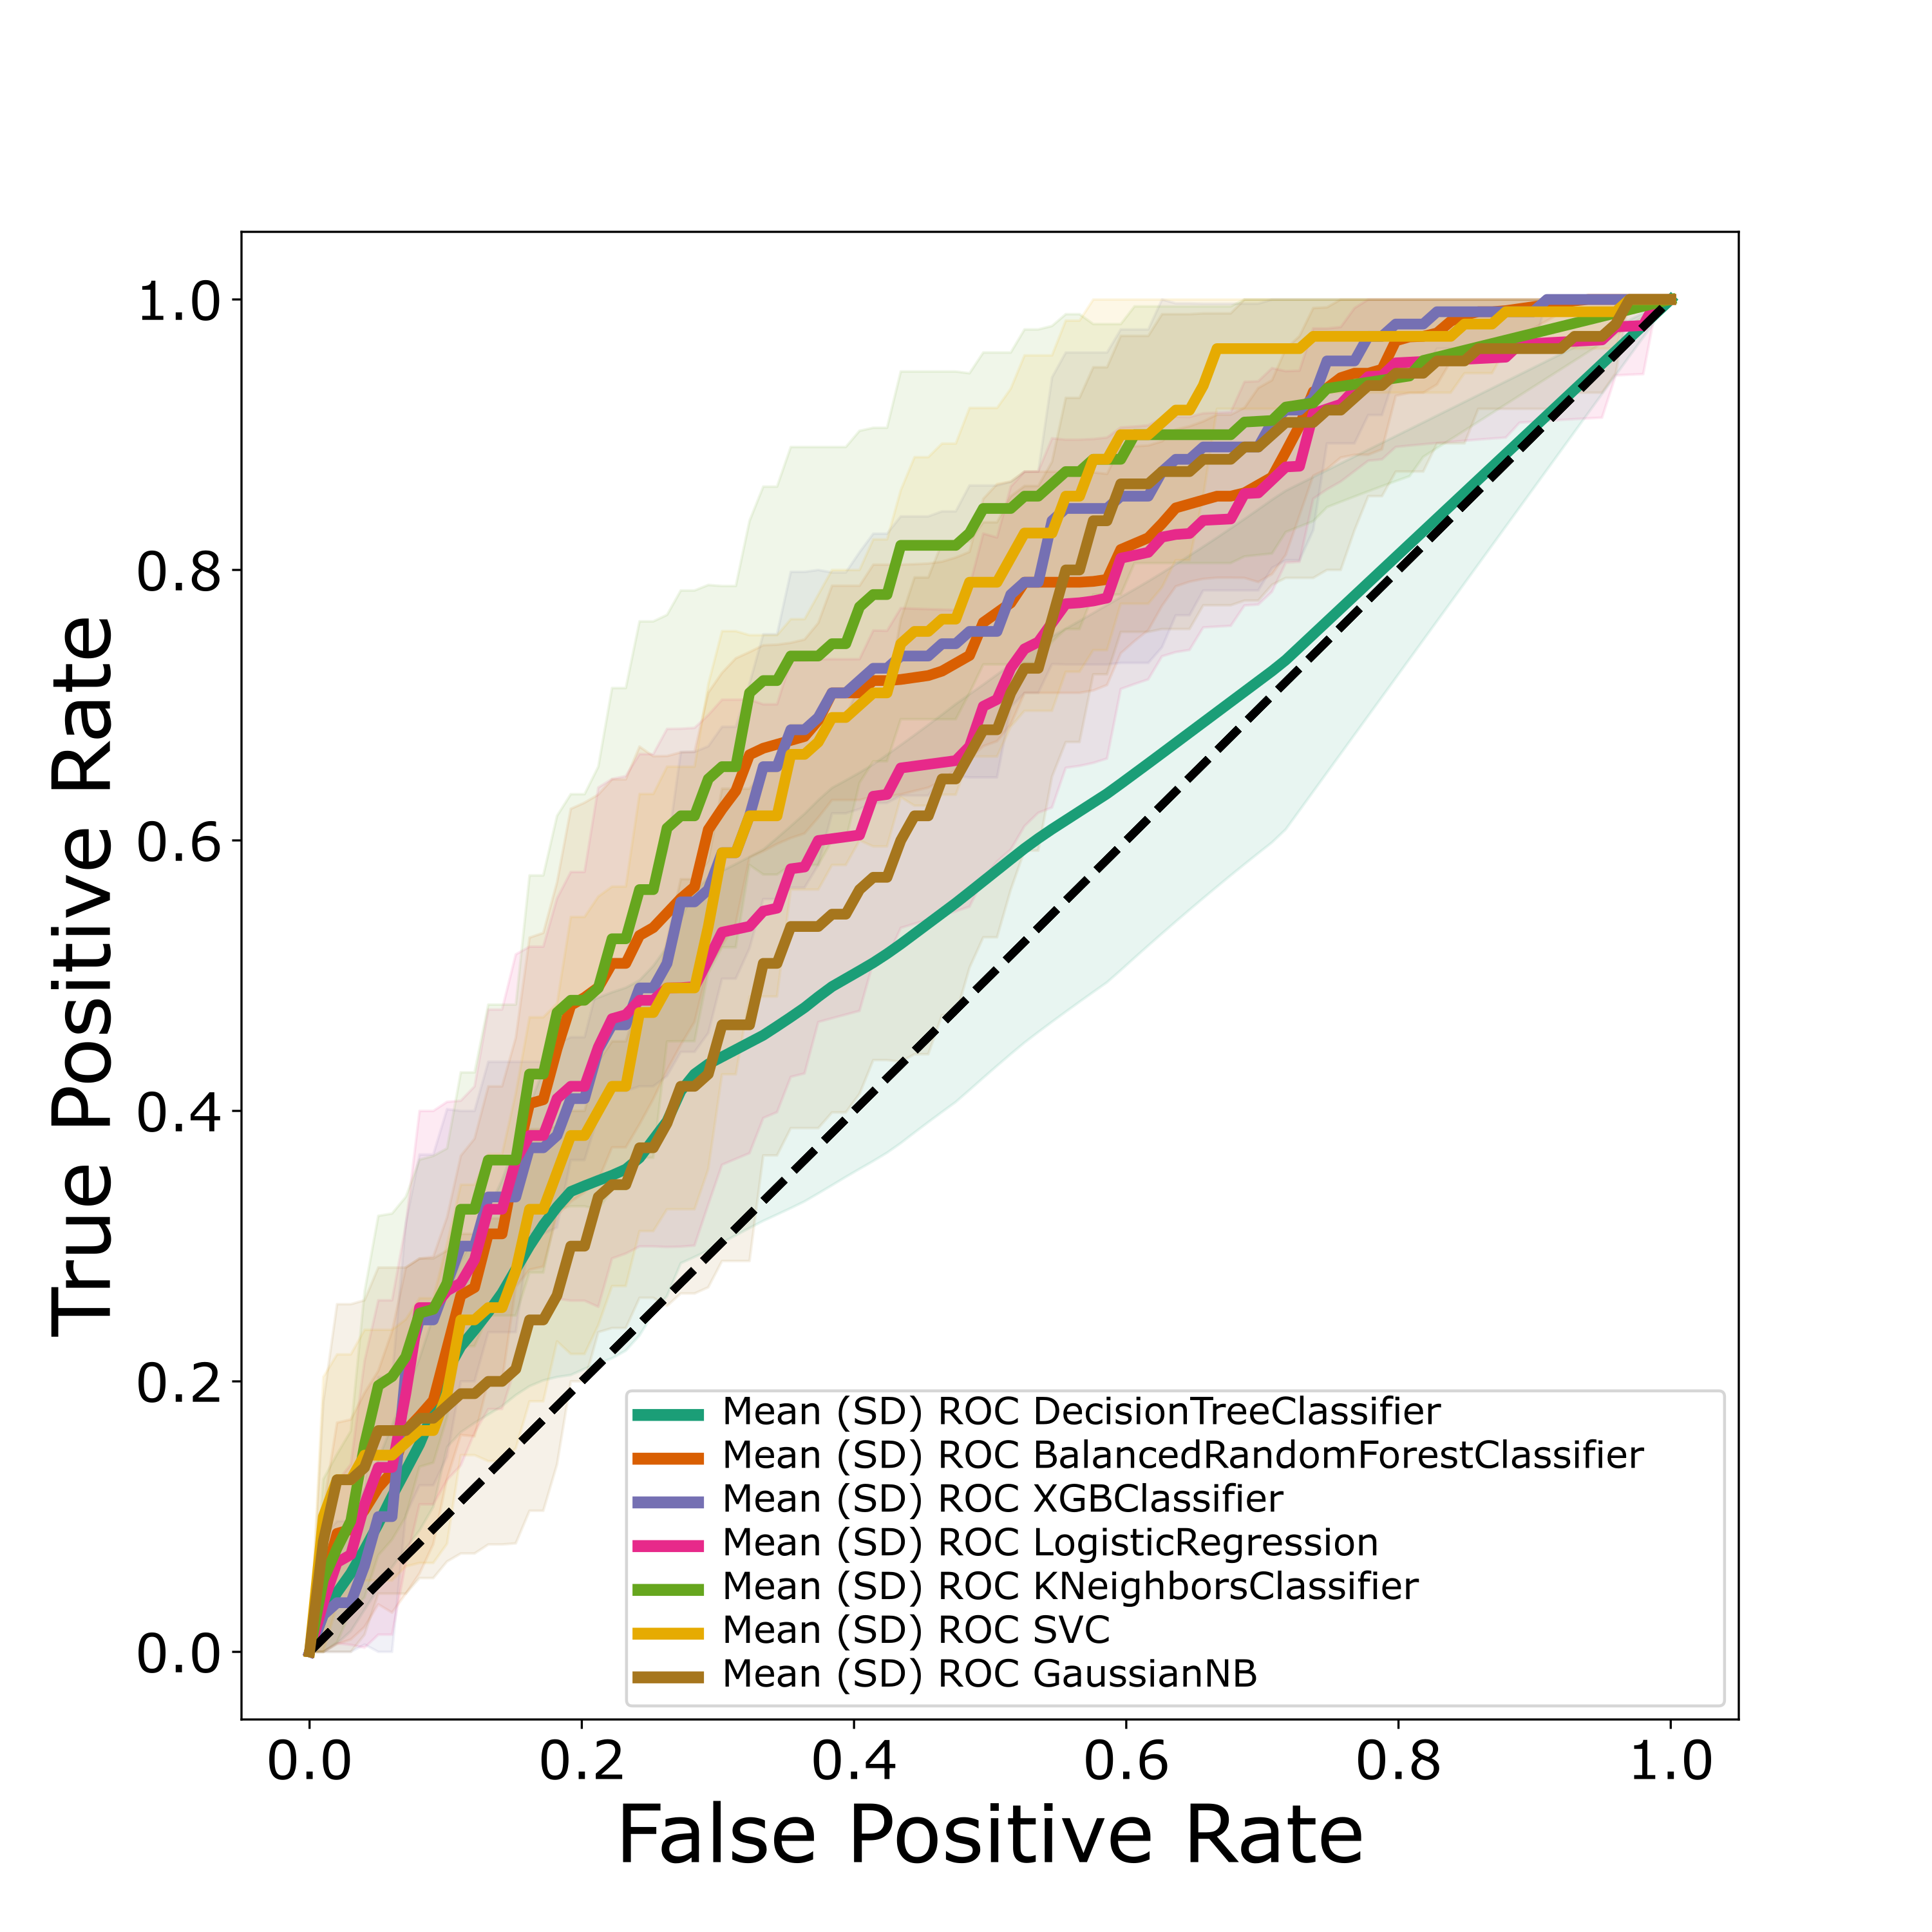 True Positive Rate
1.0
0.8
0.6
0.4
0.2
0.0
Mean (SD) ROC DecisionTreeClassifier
Mean (SD) ROC BalancedRandomForestClassifier
Mean (SD) ROC XGBClassifier
Mean (SD) ROC LogisticRegression
Mean (SD) ROC KNeighborsClassifier
Mean (SD) ROC SVC
Mean (SD) ROC GaussianNB
0.0 0.2 0.4 0.6 0.8 1.0
False Positive Rate